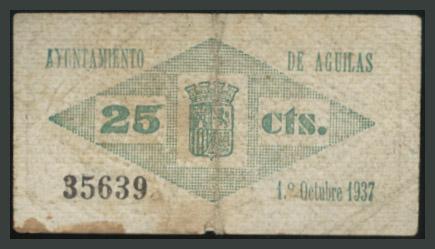 AYUNTAMIENTO DE AGUILAS
25 cts.
35639 1.º Octubre 1937